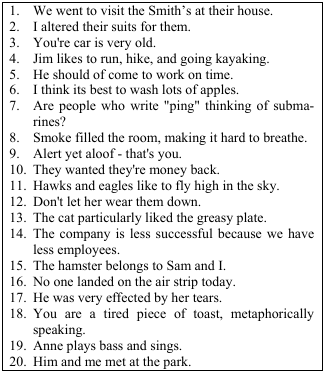 1. We went to visit the Smith's at their house.
2. I altered their suits for them.
3. You're car is very old.
4. Jim likes to run, hike, and going kayaking.
5. He should of come to work on time.
6. I think its best to wash lots of apples.
7. Are people who write "ping" thinking of subma-
rines?
8. Smoke filled the room, making it hard to breathe.
9. Alert yet aloof - that's you.
10. They wanted they're money back.
11. Hawks and eagles like to fly high in the sky.
12. Don't let her wear them down.
13. The cat particularly liked the greasy plate.
14. The company is less successful because we have
less employees.
15. The hamster belongs to Sam and I.
16. No one landed on the air strip today.
17. He was very effected by her tears.
18. You are a tired piece of toast, metaphorically
speaking.
19. Anne plays bass and sings.
20. Him and me met at the park.